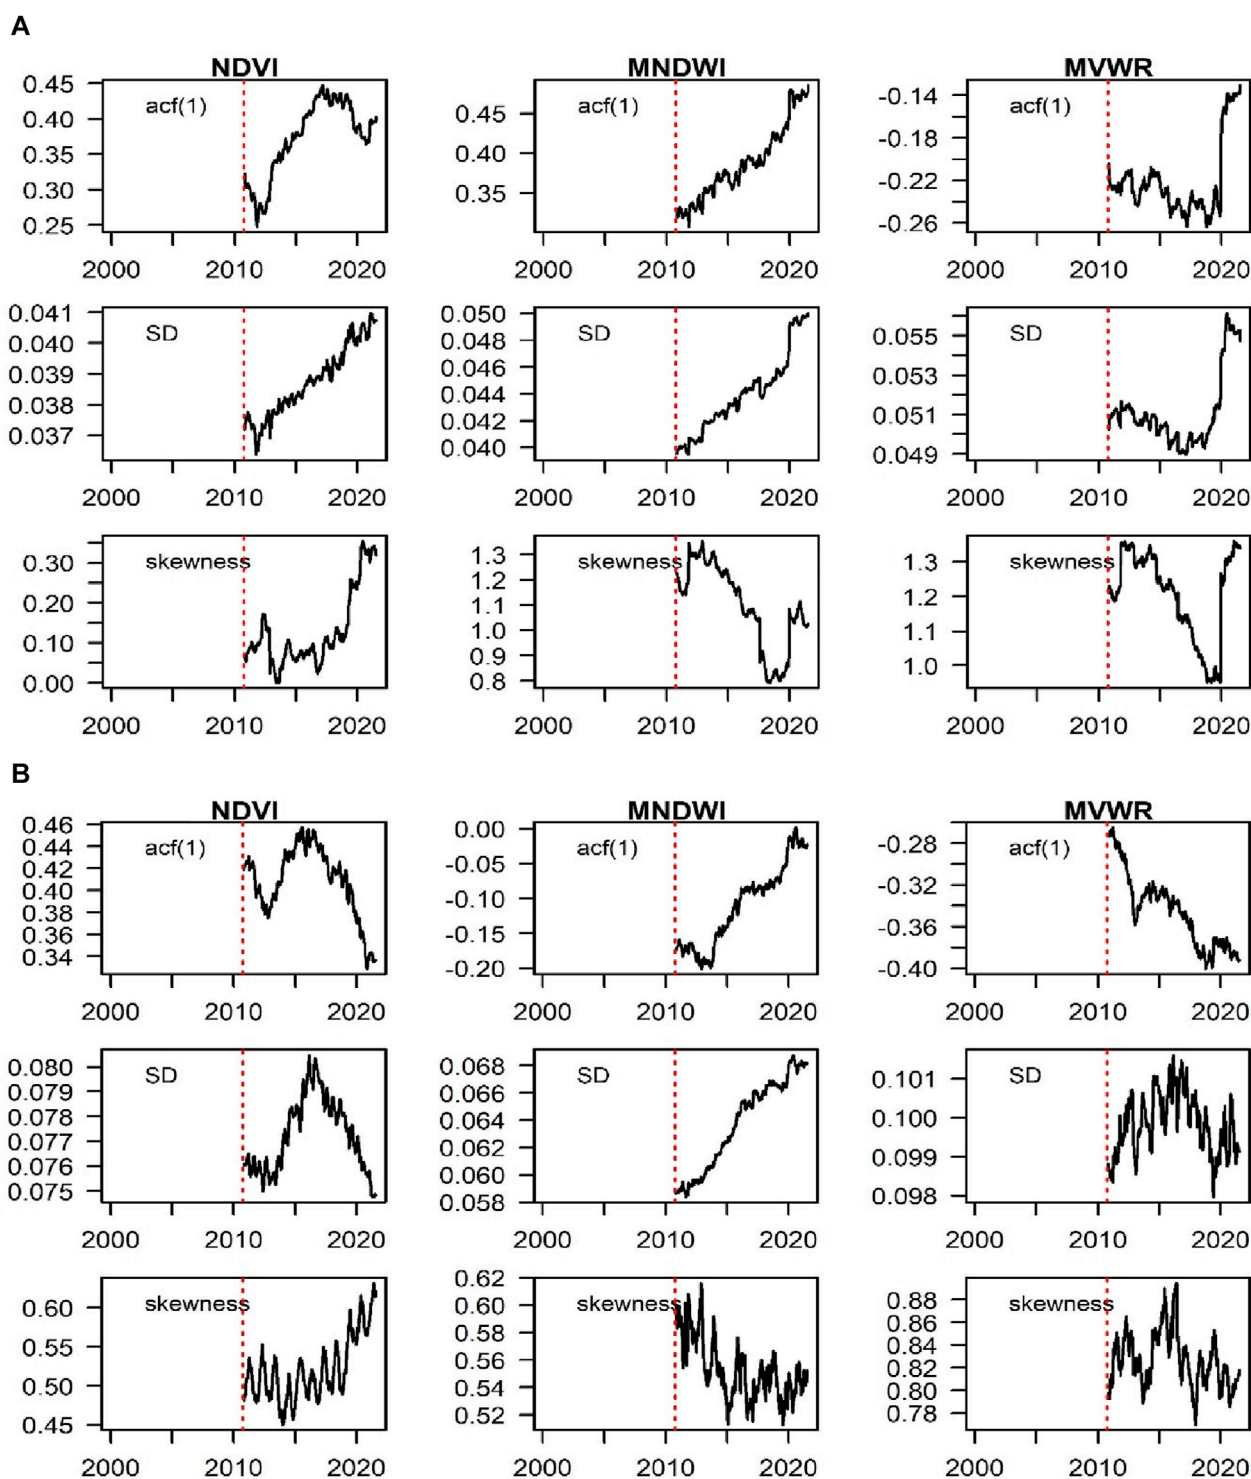 A
NDVI MNDWI MVWR
acf(1) acf(1) acf(1)
0.45 0.40 0.35 0.30 0.25
0.45 0.40 0.35
-0.14 -0.18 -0.22 -0.26
2000 2010 2020 2000 2010 2020 2000 2010 2020
SD SD SD
0.041 0.040 0.039 0.038 0.037
0.050 0.048 0.046 0.044 0.042 0.040
0.055 0.053 0.051 0.049
2000 2010 2020 2000 2010 2020 2000 2010 2020
skewness skewness skewness
0.30 0.20 0.10 0.00
1.3 1.2 1.1 1.0 0.9 0.8
1.3 1.2 1.1 1.0
2000 2010 2020 2000 2010 2020 2000 2010 2020
B
NDVI MNDWI MVWR
acf(1) acf(1) acf(1)
0.46 0.44 0.42 0.40 0.38 0.36 0.34
0.00 -0.05 -0.10 -0.15 -0.20
-0.28 -0.32 -0.36 -0.40
2000 2010 2020 2000 2010 2020 2000 2010 2020
SD SD SD
0.080 0.079 0.078 0.077 0.076 0.075
0.068 0.066 0.064 0.062 0.060 0.058
0.101 0.100 0.099 0.098
2000 2010 2020 2000 2010 2020 2000 2010 2020
skewness skewness skewness
0.60 0.55 0.50 0.45
0.62 0.60 0.58 0.56 0.54 0.52
0.88 0.86 0.84 0.82 0.80 0.78
2000 2010 2020 2000 2010 2020 2000 2010 2020